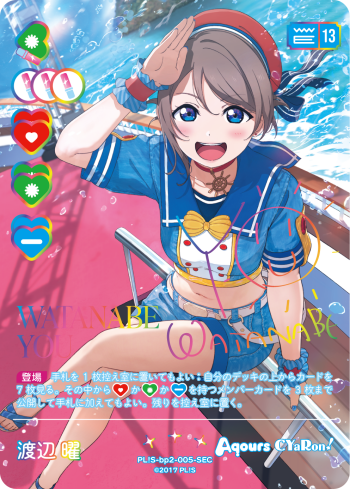 13
WATANABE
YOU
WATANABE
登場 手札を1枚控え室に置いてもよい：自分のデッキの上からカードを
7枚見る。その中から か か を持つメンバーカードを3枚まで
公開して手札に加えてもよい。残りを控え室に置く。
渡辺 曜
Aqours CYaRon!
PL!S-bp2-005-SEC
©2017 PL!S